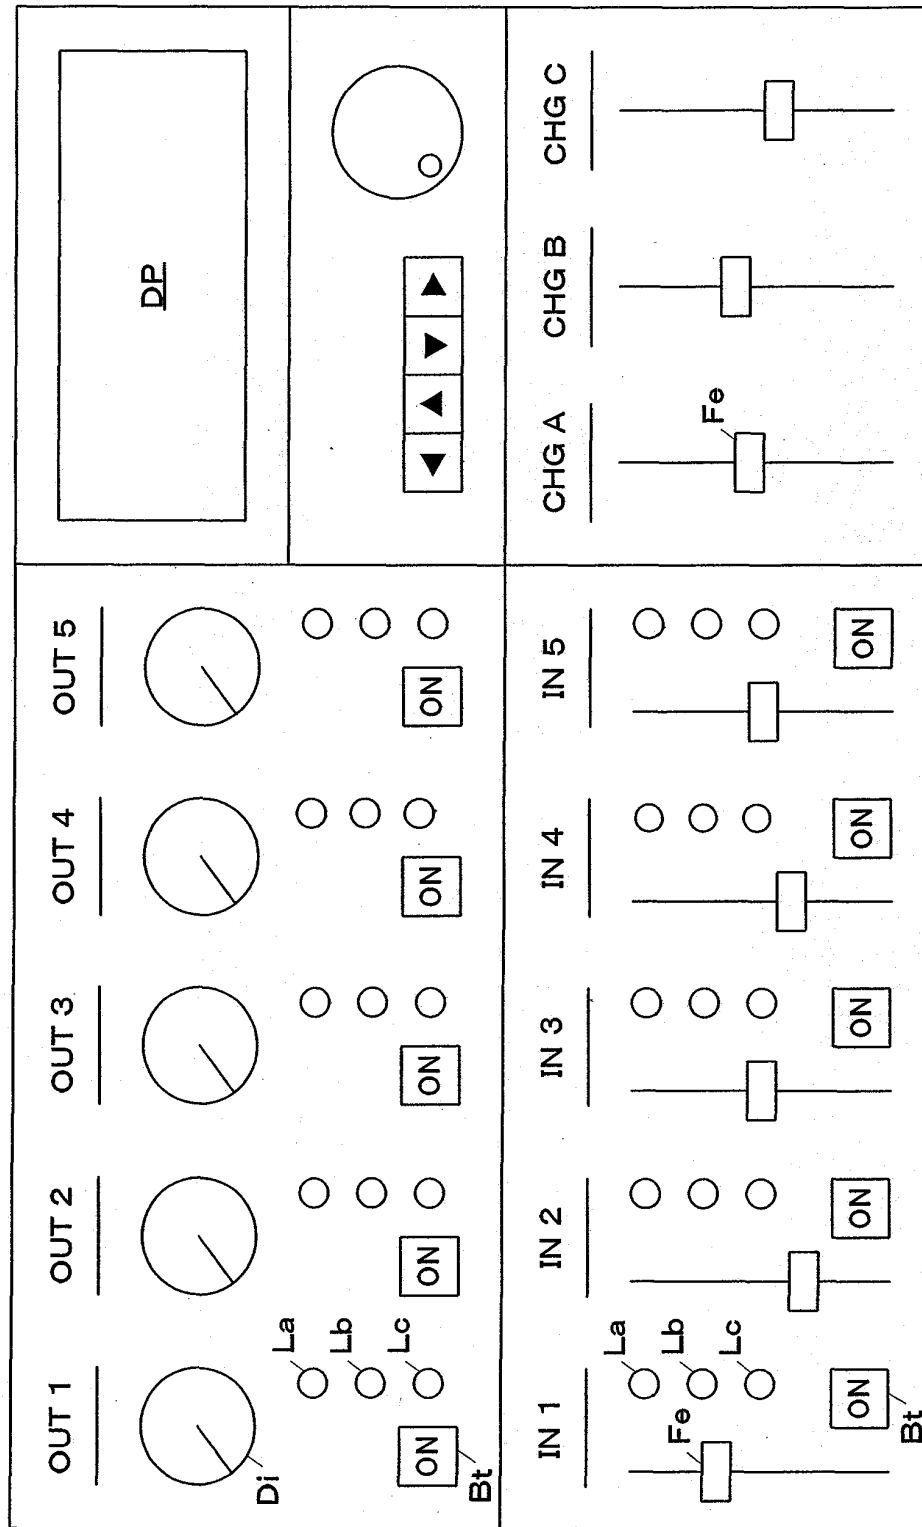 OUT 1 OUT 2 OUT 3 OUT 4 OUT 5
DP
Di
La
Lb
Lc
ON ON ON ON ON
Bt
IN 1 IN 2 IN 3 IN 4 IN 5 CHG A CHG B CHG C
La
Fe Lb Fe
Lc
ON ON ON ON ON
Bt